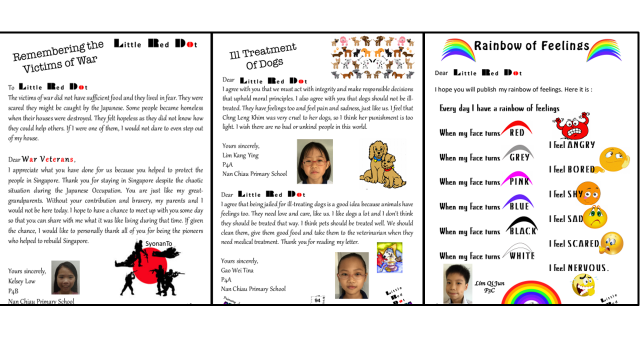 Remembering the
Victims of War
Little Red Dot
To Little Red Dot
The victims of war did not have sufficient food and they lived in fear. They were
scared they might be caught by the Japanese. Some people became homeless
when their houses were destroyed. They felt hopeless as they did not know how
they could help others. If I were one of them, I would not dare to even step out
of my house.
Dear War Veterans,
I appreciate what you have done for us because you helped to protect the
people in Singapore. Thank you for staying in Singapore despite the chaotic
situation during the Japanese Occupation. You are just like my great-
grandparents. Without your contribution and bravery, my parents and I
would not be here today. I hope to have a chance to meet up with you some day
so that you can share with me what it was like living during that time. If given
the chance, I would like to personally thank all of you for being the pioneers
who helped to rebuild Singapore.
SyonanTo
Yours sincerely,
Kelsey Low
P4B
Nan Chiau Primary School
Ill Treatment
Of Dogs
Dear Little Red Dot
I agree with you that we must act with integrity and make responsible decisions
that uphold moral principles. I also agree with you that dogs should not be ill-
treated. They have feelings too and feel pain and sadness, just like us. I feel that
Chng Leng Khim was very cruel to her dogs, so I think her punishment is too
light. I wish there are no bad or unkind people in this world.
Yours sincerely,
Lim Kang Ying
P4A
Nan Chiau Primary School
Dear Little Red Dot
I agree that being jailed for ill-treating dogs is a good idea because animals have
feelings too. They need love and care, like us. I like dogs a lot and I don't think
they should be treated that way. I think pets should be treated well. We should
clean them, give them good food and take them to the veterinarian when they
need medical treatment. Thank you for reading my letter.
Yours sincerely,
Gao Wei Tina
P4A
Nan Chiau Primary School
Little
Red
94
Rainbow of Feelings
Dear Little Red Dot
I hope you will publish my rainbow of feelings. Here it is :
Every day I have a rainbow of feelings
When my face turns RED
I feel ANGRY
When my face turns GREY
I feel BORED
When my face turns PINK
I feel SHY
When my face turns BLUE
I feel SAD
When my face turns BLACK
I feel SCARED
When my face turns WHITE
I feel NERVOUS.
Lim Qi Jun
P3C
Little
Red